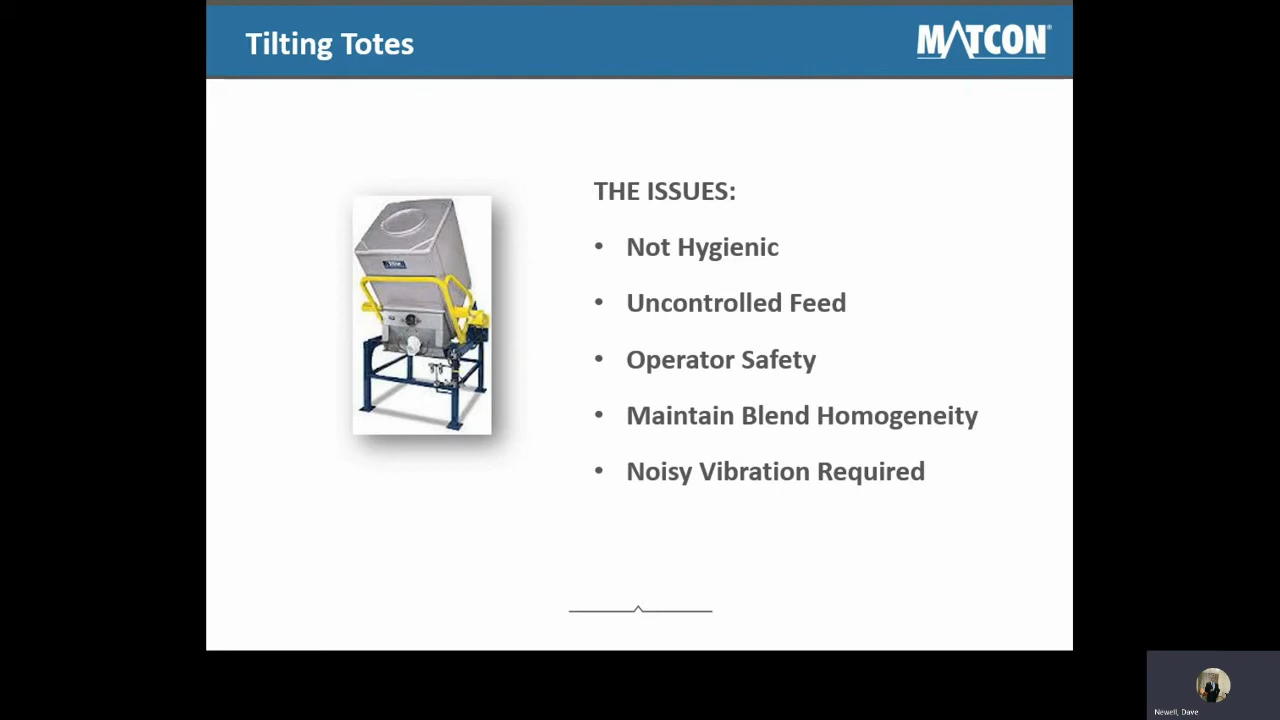 Tilting Totes
MATCON®
THE ISSUES:
• Not Hygienic
• Uncontrolled Feed
• Operator Safety
• Maintain Blend Homogeneity
• Noisy Vibration Required
Newell, Dave